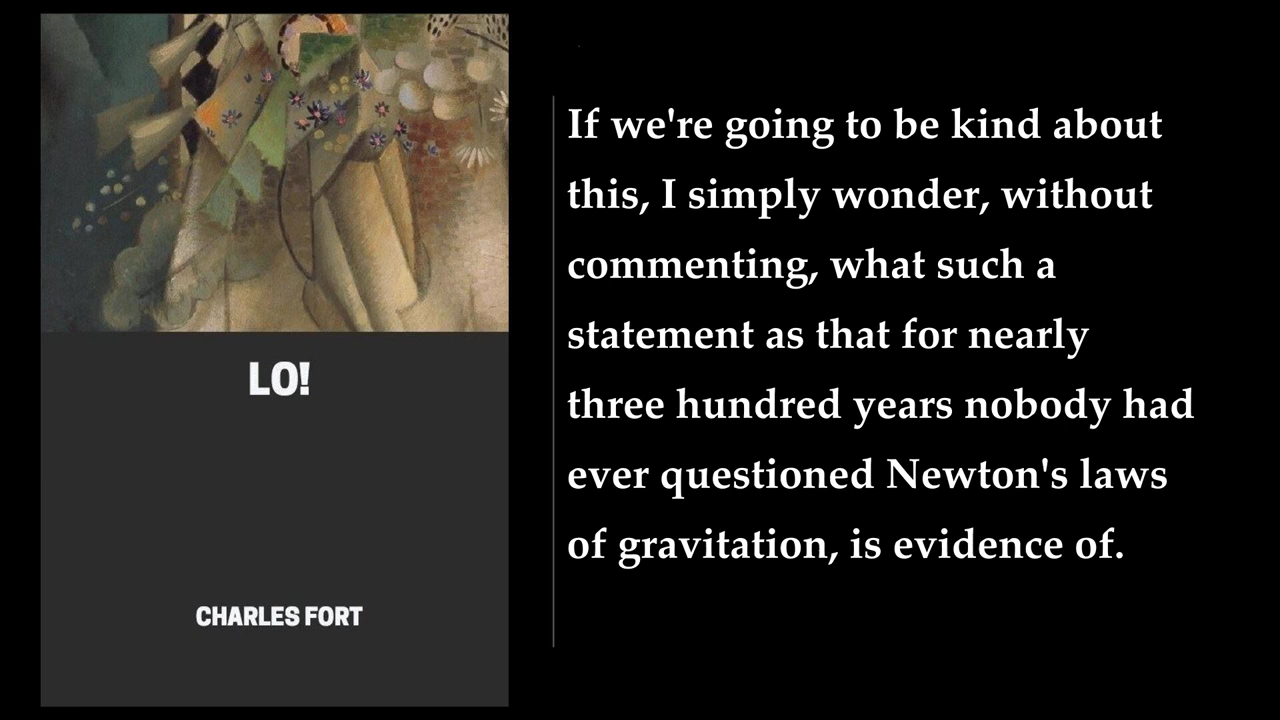 LO!
CHARLES FORT
If we're going to be kind about
this, I simply wonder, without
commenting, what such a
statement as that for nearly
three hundred years nobody had
ever questioned Newton's laws
of gravitation, is evidence of.